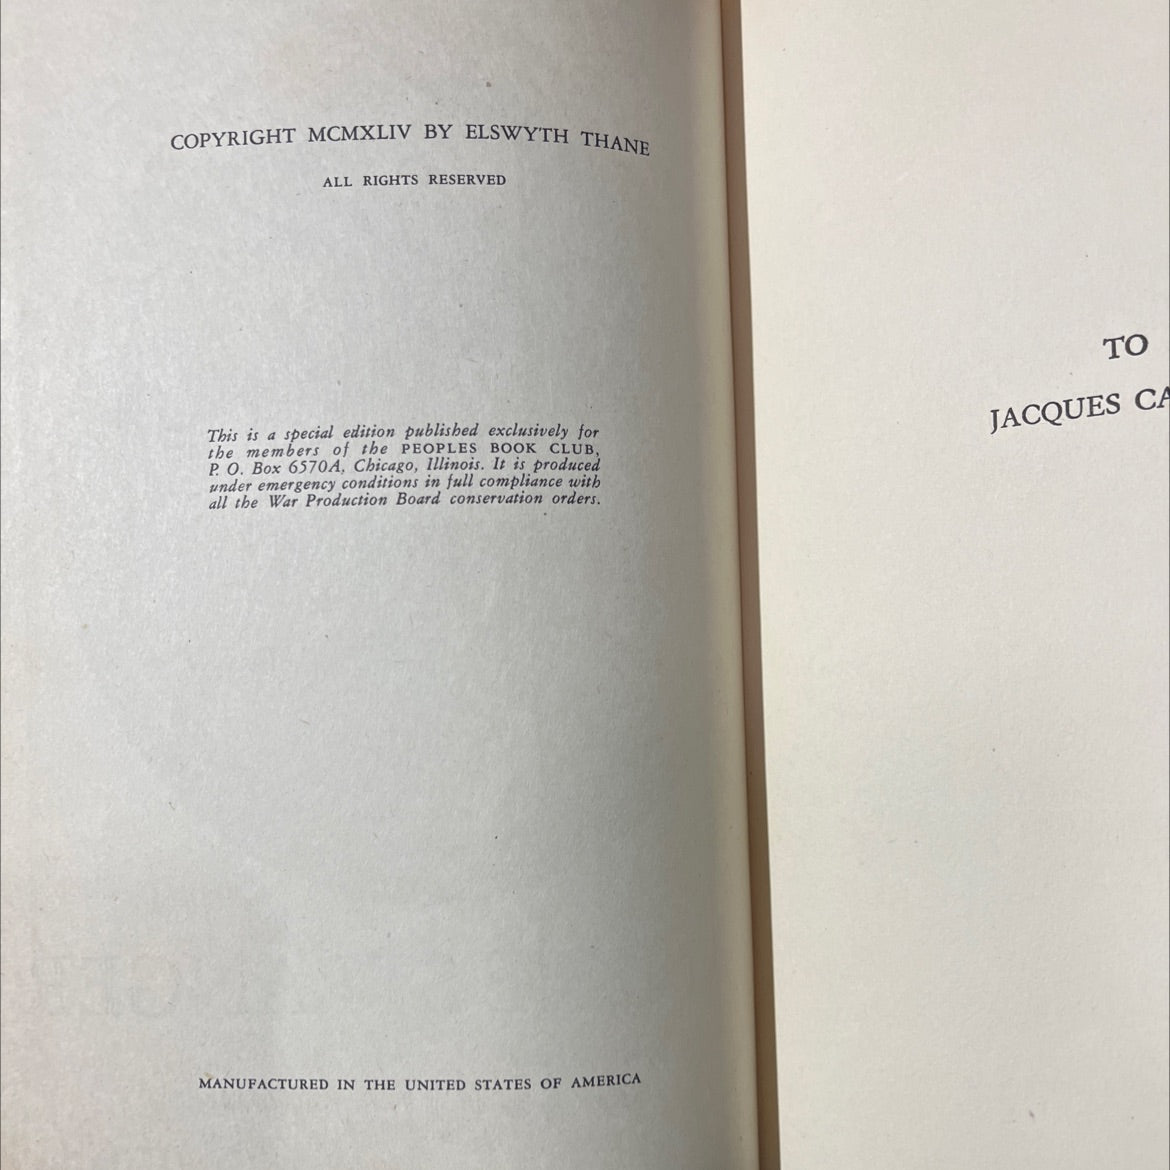 COPYRIGHT MCMXLIV BY ELSWYTH THANE
ALL RIGHTS RESERVED
This is a special edition published exclusively for
the members of the PEOPLES BOOK CLUB,
P. O. Box 6570A, Chicago, Illinois. It is produced
under emergency conditions in full compliance with
all the War Production Board conservation orders.
MANUFACTURED IN THE UNITED STATES OF AMERICA
TO
JACQUES CA